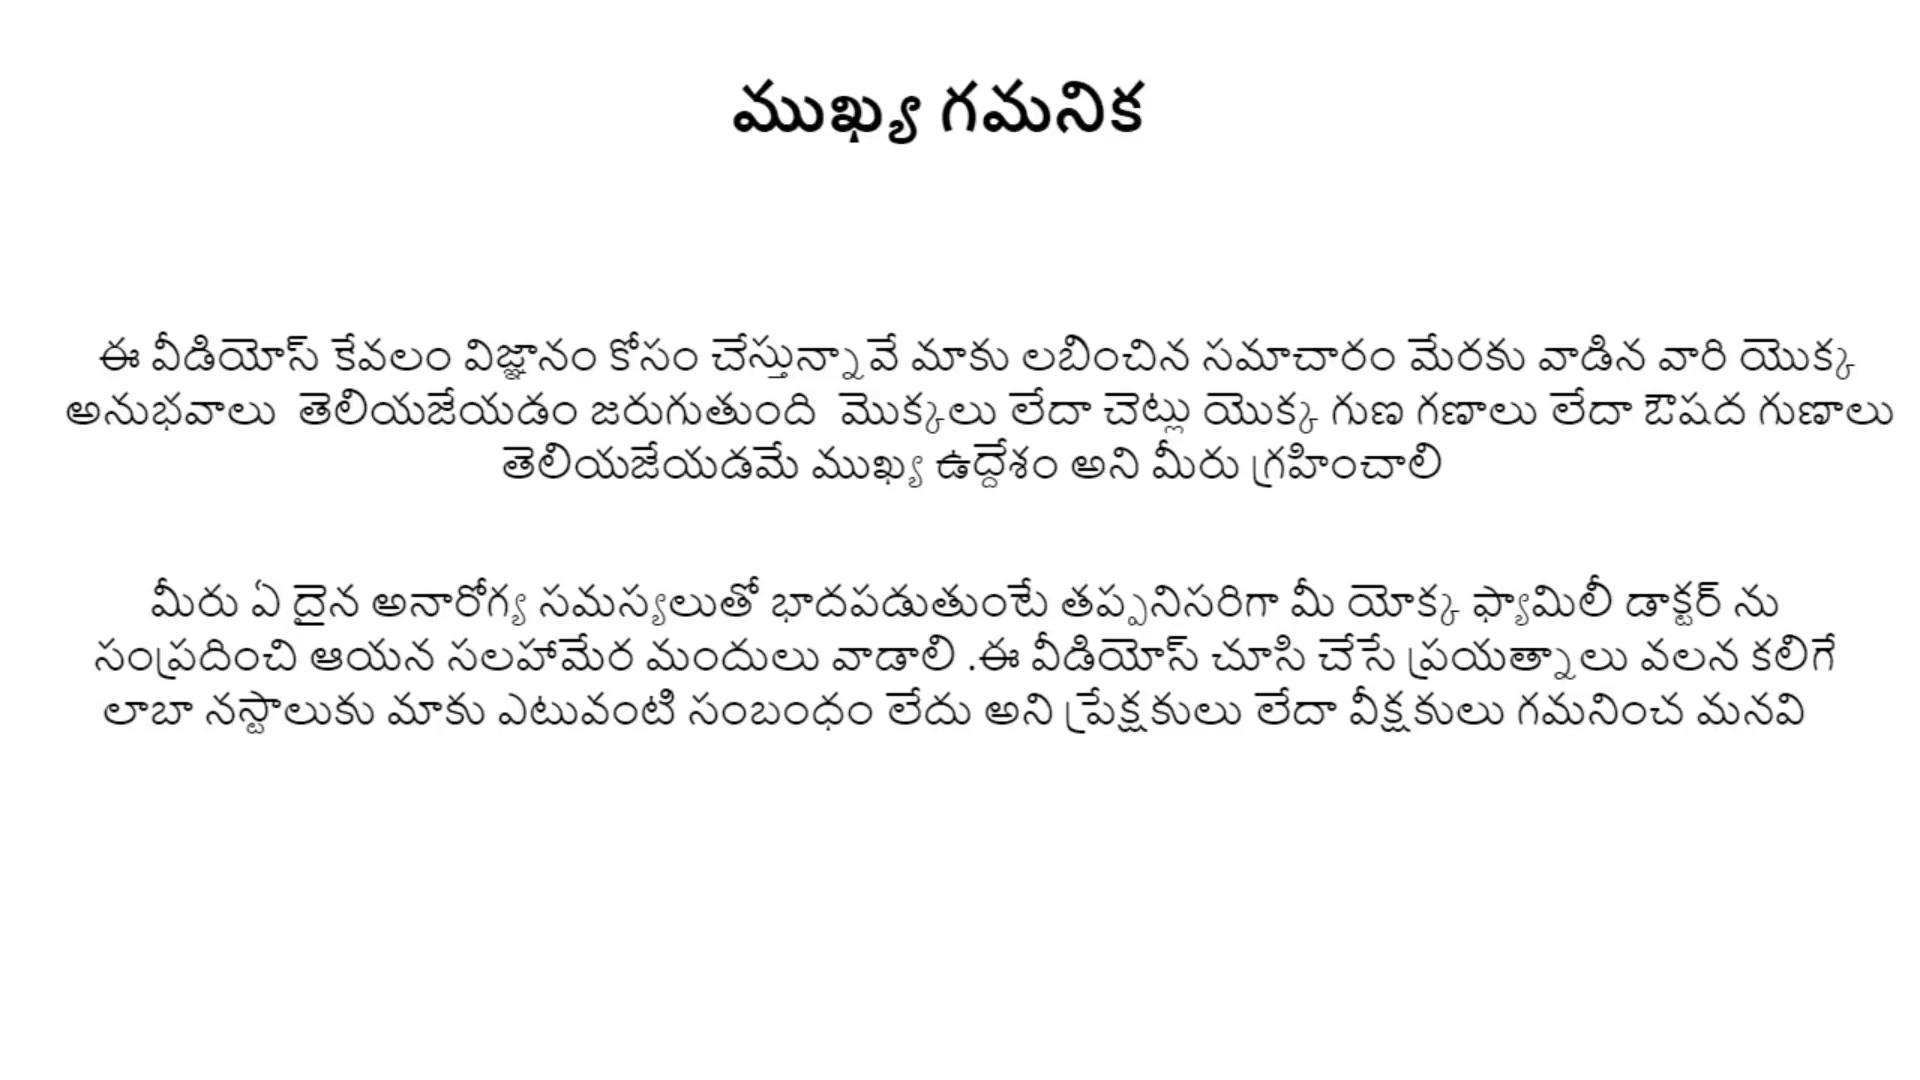 ముఖ్య గమనిక
ఈ వీడియోస్ కేవలం విజ్ఞానం కోసం చేస్తున్నావే మాకు లబించిన సమాచారం మేరకు వాడిన వారి యొక్క
అనుభవాలు తెలియజేయడం జరుగుతుంది మొక్కలు లేదా చెట్లు యొక్క గుణ గణాలు లేదా ఔషద గుణాలు
తెలియజేయడమే ముఖ్య ఉద్దేశం అని మీరు గ్రహించాలి
మీరు ఏ దైన అనారోగ్య సమస్యలుతో భాదపడుతుంటే తప్పనిసరిగా మీ యోక్క ఫ్యామిలీ డాక్టర్ ను
సంప్రదించి ఆయన సలహామేర మందులు వాడాలి .ఈ వీడియోస్ చూసి చేసే ప్రయత్నాలు వలన కలిగే
లాబా నస్టాలుకు మాకు ఎటువంటి సంబంధం లేదు అని ప్రేక్షకులు లేదా వీక్షకులు గమనించ మనవి